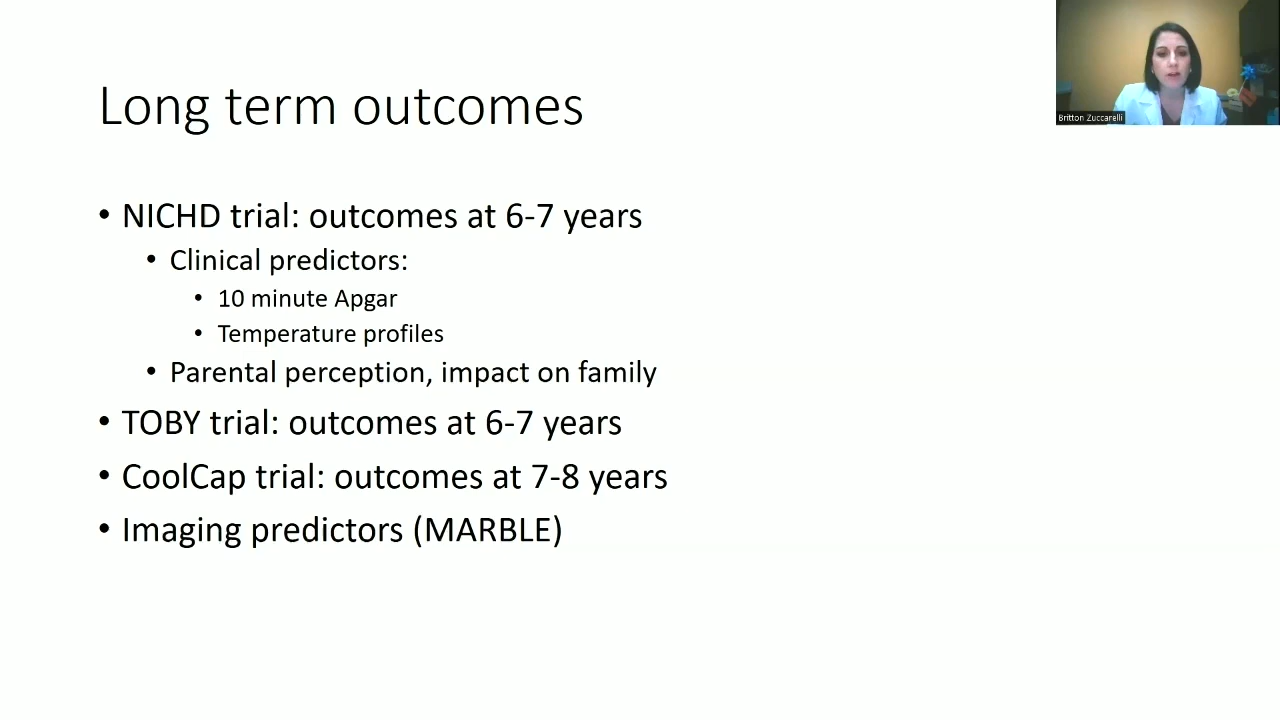 Long term outcomes
Britton Zuccarelli
• NICHD trial: outcomes at 6-7 years
• Clinical predictors:
• 10 minute Apgar
• Temperature profiles
• Parental perception, impact on family
• TOBY trial: outcomes at 6-7 years
• CoolCap trial: outcomes at 7-8 years
• Imaging predictors (MARBLE)